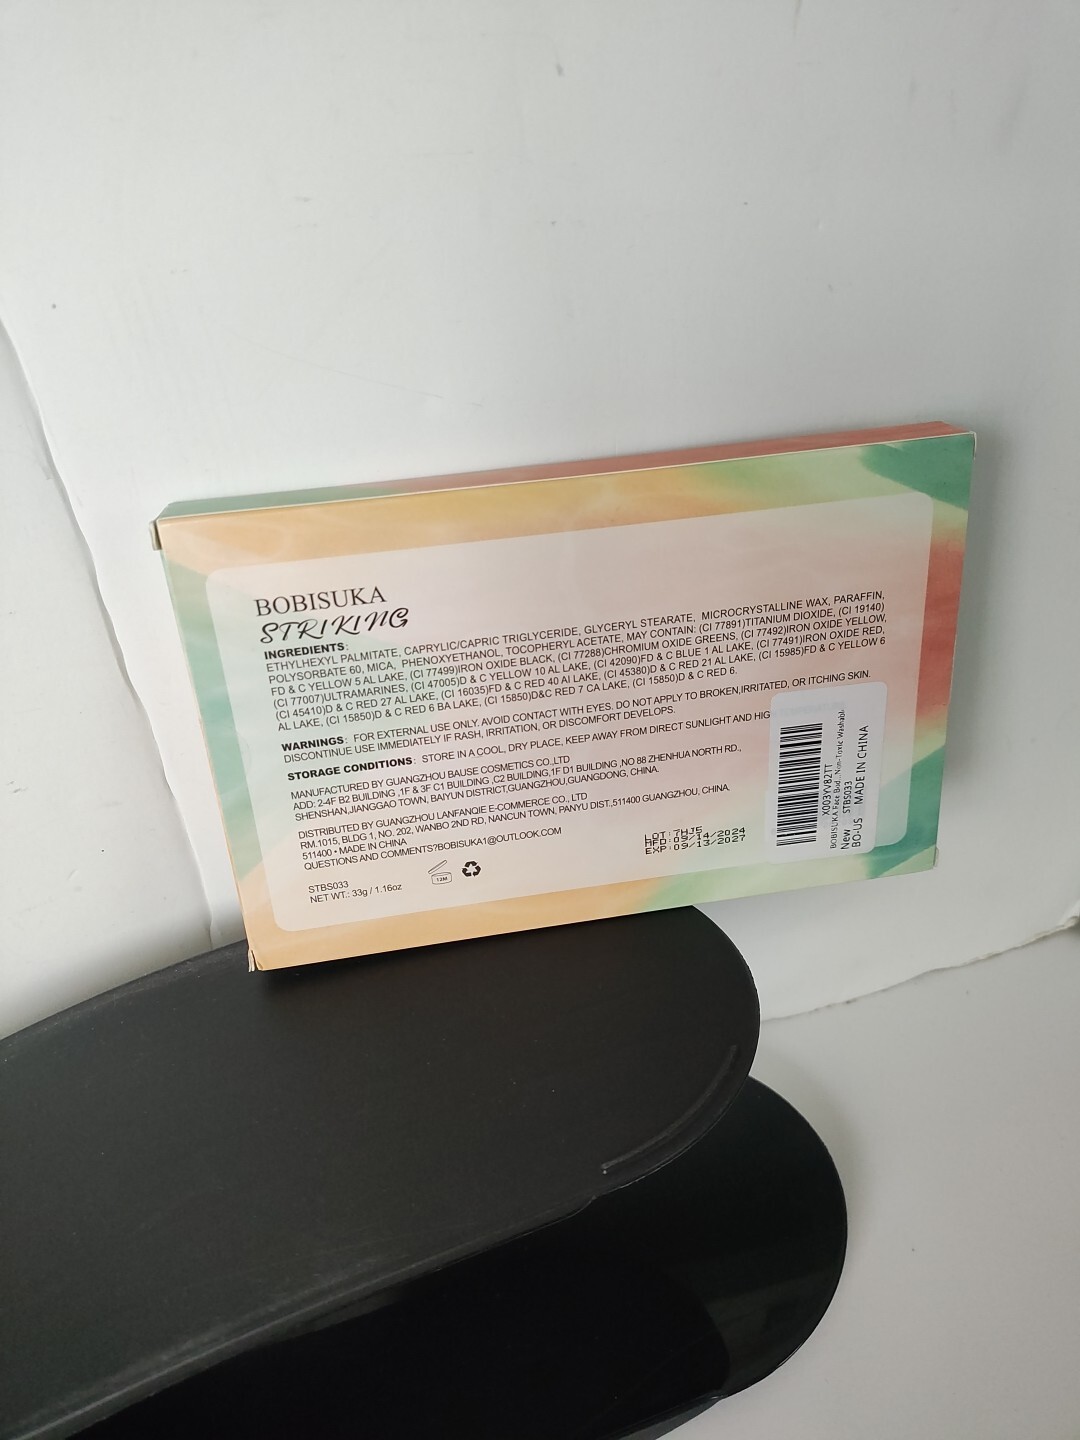 BOBISUKA
STRIKING
INGREDIENTS:
ETHYLHEXYL PALMITATE, CAPRYLIC/CAPRIC TRIGLYCERIDE, GLYCERYL STEARATE, MICROCRYSTALLINE WAX, PARAFFIN,
POLYSORBATE 60, MICA, PHENOXYETHANOL, TOCOPHERYL ACETATE, MAY CONTAIN: (CI 77891)TITANIUM DIOXIDE, (CI 19140)
FD & C YELLOW 5 AL LAKE, (CI 77499)IRON OXIDE BLACK, (CI 77288)CHROMIUM OXIDE GREENS, (CI 77492)IRON OXIDE YELLOW,
(CI 77007)ULTRAMARINES, (CI 47005)D & C YELLOW 10 AL LAKE, (CI 42090)FD & C BLUE 1 AL LAKE, (CI 77491)IRON OXIDE RED,
(CI 45410)D & C RED 27 AL LAKE, (CI 16035)FD & C RED 40 Al LAKE, (CI 45380)D & C RED 21 AL LAKE, (CI 15985)FD & C YELLOW 6
AL LAKE, (CI 15850)D & C RED 6 BA LAKE, (CI 15850)D&C RED 7 CA LAKE, (CI 15850)D & C RED 6.
WARNINGS: FOR EXTERNAL USE ONLY. AVOID CONTACT WITH EYES. DO NOT APPLY TO BROKEN,IRRITATED, OR ITCHING SKIN.
DISCONTINUE USE IMMEDIATELY IF RASH, IRRITATION, OR DISCOMFORT DEVELOPS.
STORAGE CONDITIONS: STORE IN A COOL, DRY PLACE, KEEP AWAY FROM DIRECT SUNLIGHT AND HIG
MANUFACTURED BY GUANGZHOU BAUSE COSMETICS CO.,LTD
ADD: 2-4F B2 BUILDING ,1F & 3F C1 BUILDING ,C2 BUILDING,1F D1 BUILDING ,NO 88 ZHENHUA NORTH RD.,
SHENSHAN,JIANGGAO TOWN, BAIYUN DISTRICT,GUANGZHOU,GUANGDONG, CHINA.
DISTRIBUTED BY GUANGZHOU LANFANQIE E-COMMERCE CO., LTD
RM.1015, BLDG 1, NO. 202, WANBO 2ND RD, NANCUN TOWN, PANYU DIST.,511400 GUANGZHOU, CHINA.
511400 • MADE IN CHINA
QUESTIONS AND COMMENTS?BOBISUKA1@OUTLOOK.COM
LOT:7HJE
MFD:09/14/2024
EXP:09/13/2027
12M
STBS033
NET WT.: 33g / 1.16oz
X003YV82TT
BOBISUKA Face Bod...Non-Toxic Washabl
New STBS033
BO-US MADE IN CHINA